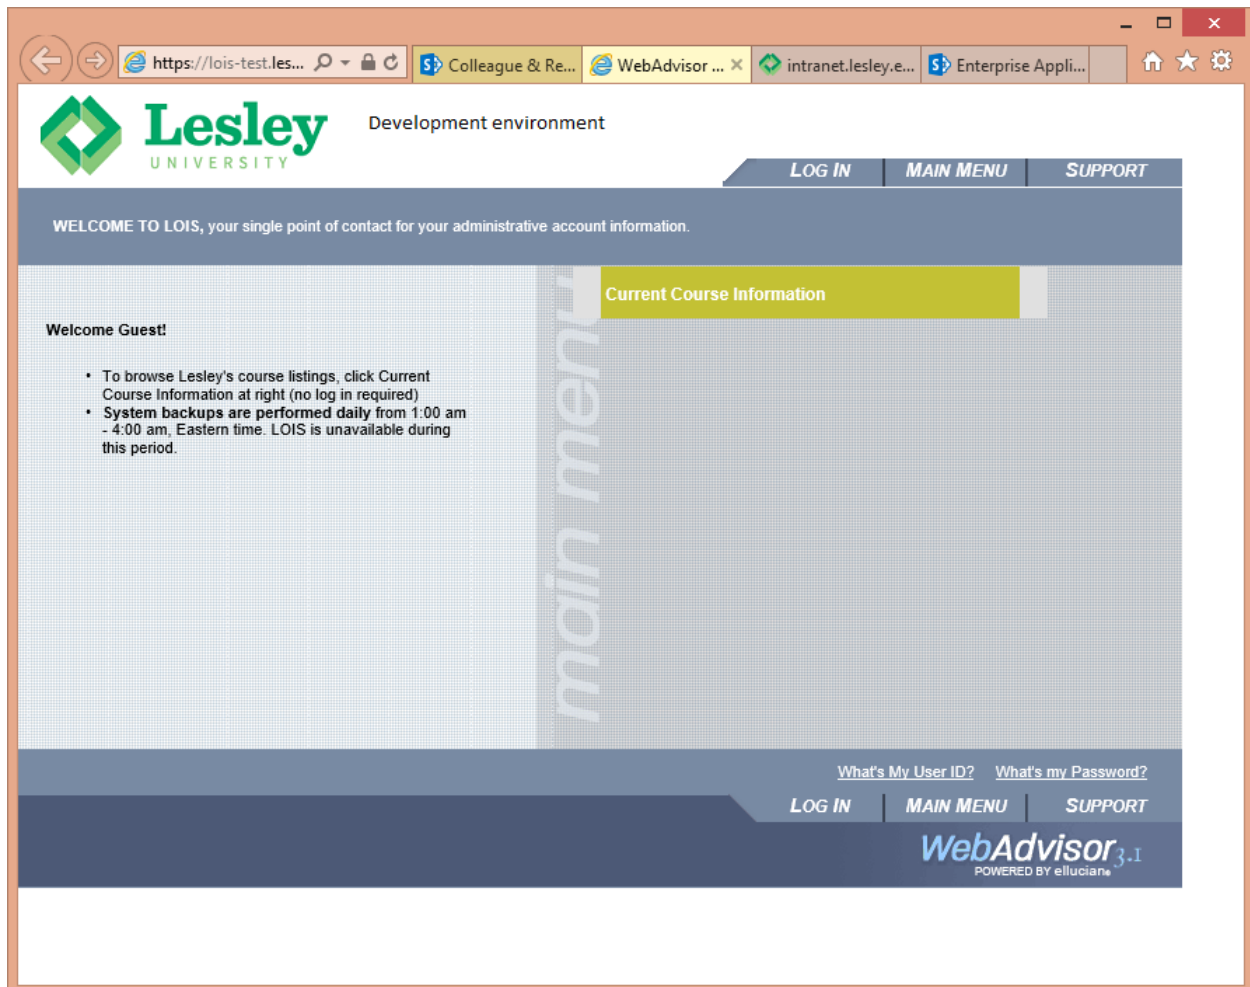 https://lois-test.les...
Colleague & Re...
WebAdvisor ...
intranet.lesley.e...
Enterprise Appli...
Lesley
UNIVERSITY
Development environment
LOG IN
MAIN MENU
SUPPORT
WELCOME TO LOIS, your single point of contact for your administrative account information.
main menu
Current Course Information
Welcome Guest!
• To browse Lesley's course listings, click Current
Course Information at right (no log in required)
• System backups are performed daily from 1:00 am
- 4:00 am, Eastern time. LOIS is unavailable during
this period.
What's My User ID? What's my Password?
LOG IN
MAIN MENU
SUPPORT
WebAdvisor 3.1
POWERED BY ellucian